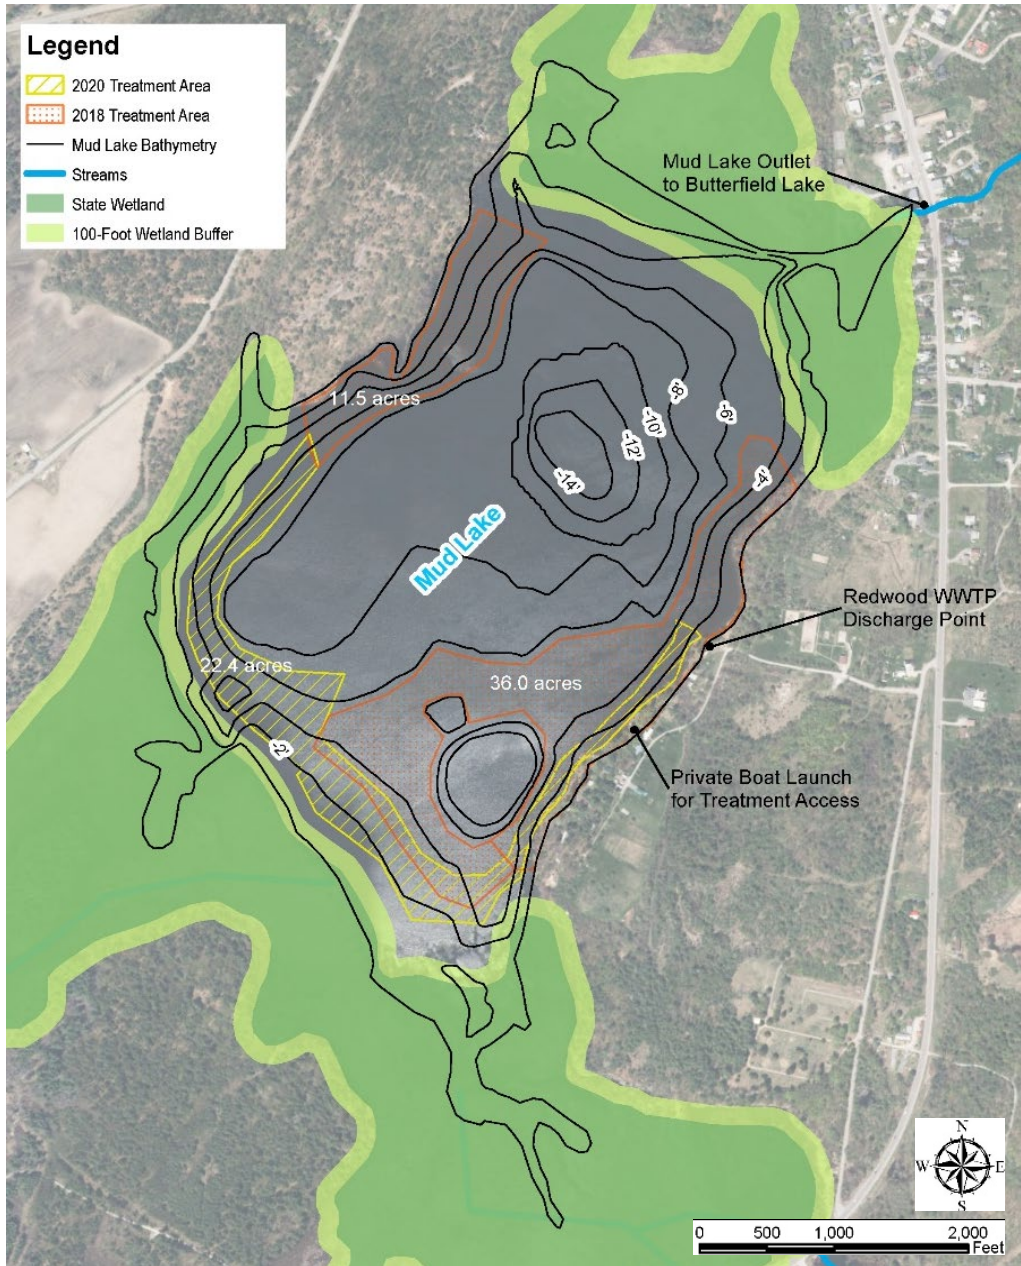 Legend
2020 Treatment Area
2018 Treatment Area
Mud Lake Bathymetry
Streams
State Wetland
100-Foot Wetland Buffer
Mud Lake Outlet
to Butterfield Lake
11.5 acres
-8'
-6'
-10'
-12'
-14'
-4'
Mud Lake
Redwood WWTP
Discharge Point
22.4 acres
36.0 acres
-2'
Private Boat Launch
for Treatment Access
N
W E
S
0 500 1,000 2,000
Feet